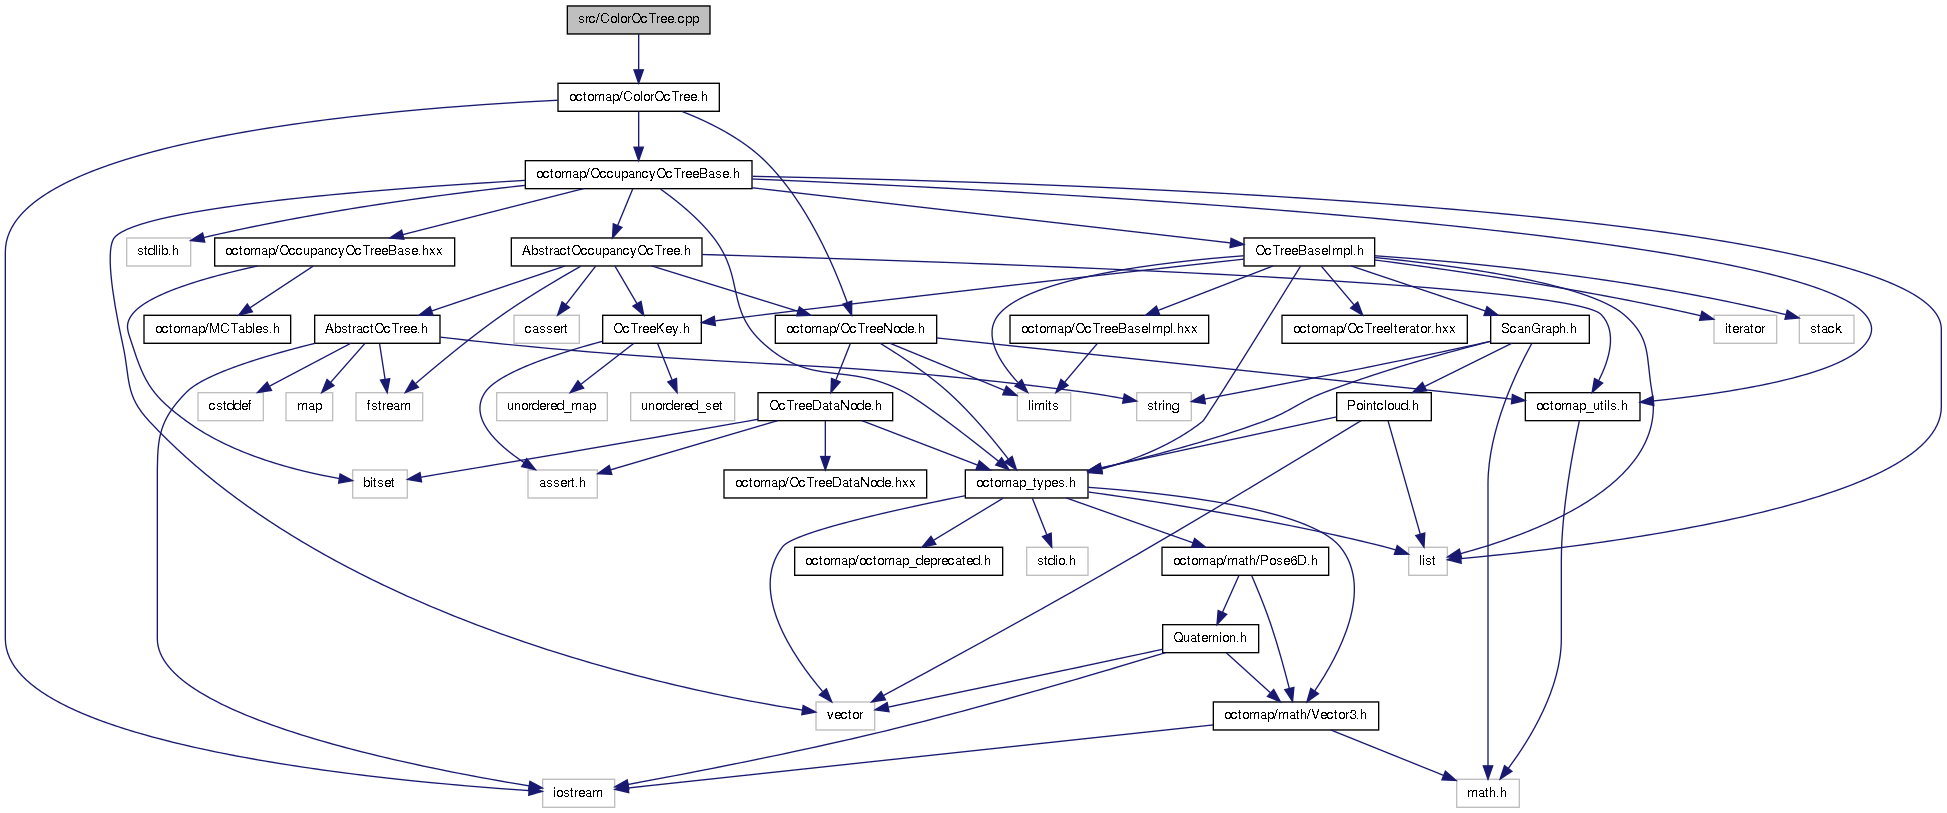 src/ColorOcTree.cpp
octomap/ColorOcTree.h
octomap/OccupancyOcTreeBase.h
stdlib.h
octomap/OccupancyOcTreeBase.hxx
AbstractOccupancyOcTree.h
OcTreeBaseImpl.h
octomap/MCTables.h
AbstractOcTree.h
cassert
OcTreeKey.h
octomap/OcTreeNode.h
octomap/OcTreeBaseImpl.hxx
octomap/OcTreeIterator.hxx
ScanGraph.h
iterator
stack
cstddef
map
fstream
unordered_map
unordered_set
OcTreeDataNode.h
limits
string
Pointcloud.h
octomap_utils.h
bitset
assert.h
octomap/OcTreeDataNode.hxx
octomap_types.h
octomap/octomap_deprecated.h
stdio.h
octomap/math/Pose6D.h
list
Quaternion.h
vector
octomap/math/Vector3.h
iostream
math.h